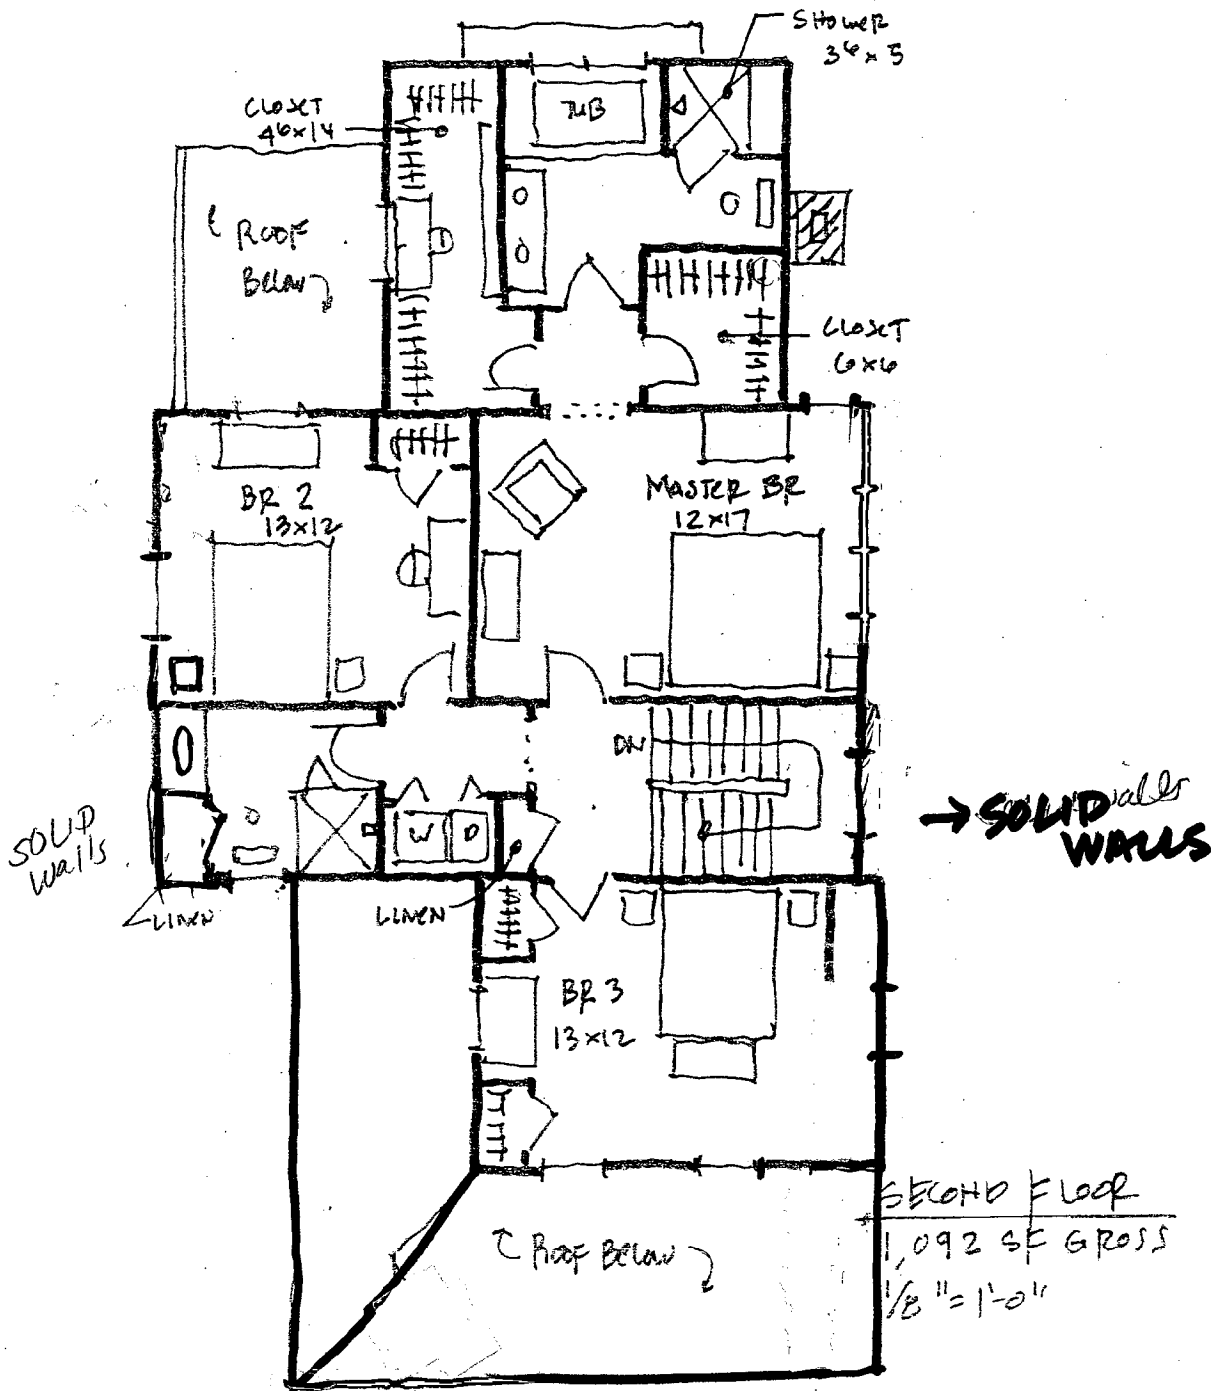 SHOWER
36 x 5
CLOSET
46x14
TUB
ROOF
BELOW
CLOSET
6x6
BR 2
13x12
MASTER BR
12x17
DN
SOLID
WALLS
SOLID
Walls
W D
LINEN
LINEN
BR 3
13x12
ROOF BELOW
SECOND FLOOR
1,092 SF GROSS
1/8" = 1'-0"